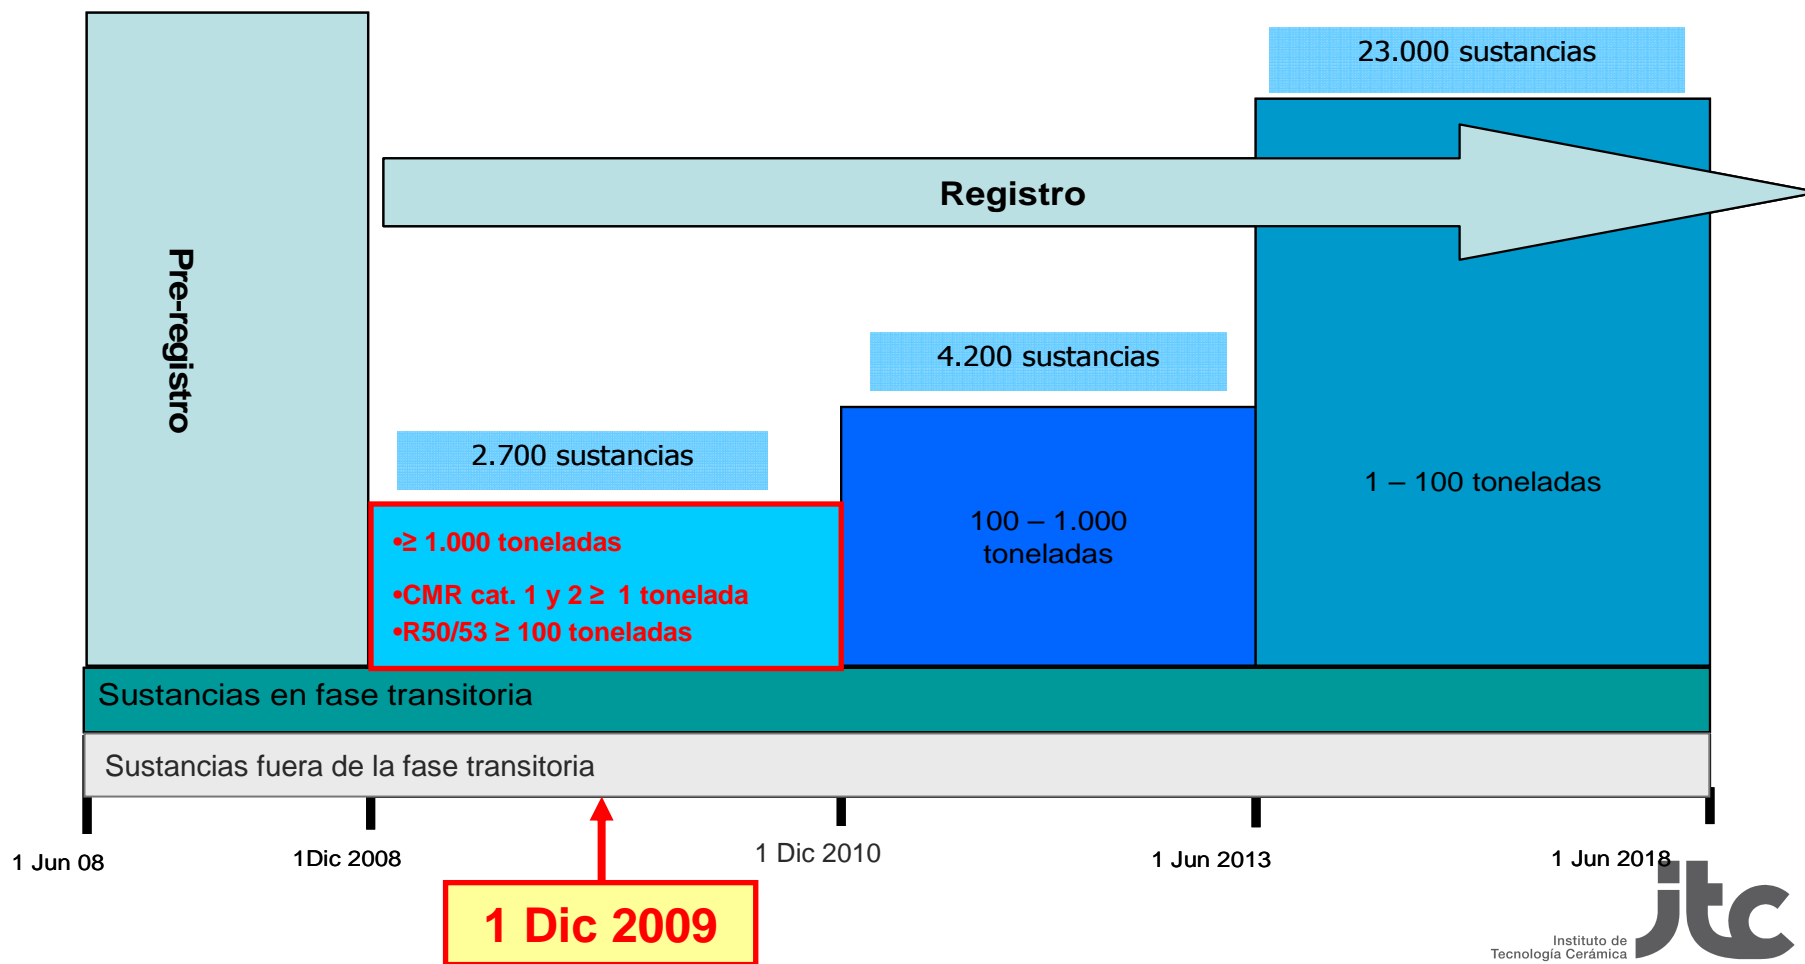 23.000 sustancias
Registro
Pre-registro
4.200 sustancias
2.700 sustancias
1 – 100 toneladas
100 – 1.000
toneladas
•≥ 1.000 toneladas
•CMR cat. 1 y 2 ≥ 1 tonelada
•R50/53 ≥ 100 toneladas
Sustancias en fase transitoria
Sustancias fuera de la fase transitoria
1 Jun 08
1Dic 2008
1 Dic 2010
1 Jun 2013
1 Jun 2018
1 Dic 2009
itc
Instituto de
Tecnología Cerámica